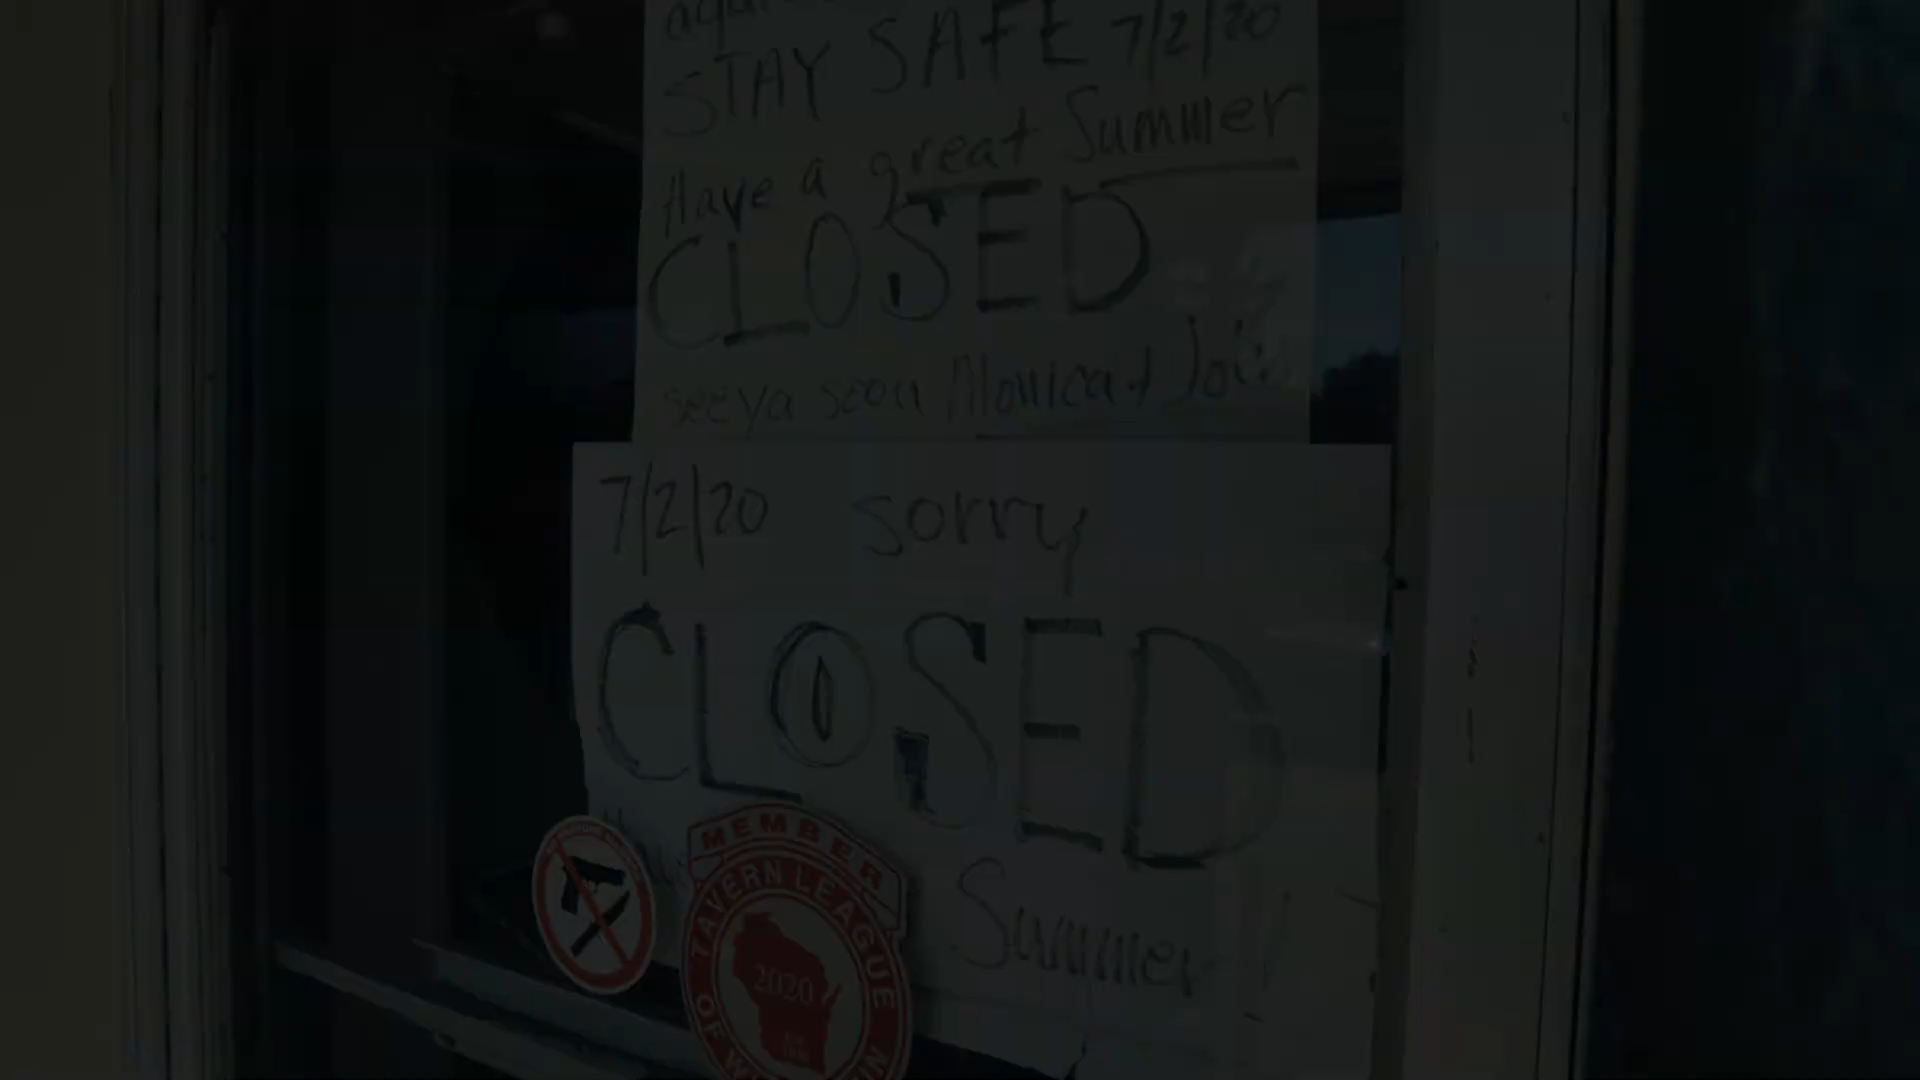 STAY SAFE 7/2/20
Have a great Summer
CLOSED
see ya soon Monica +
7/2/20 sorry
CLOSED
Summer
MEMBER
TAVERN LEAGUE
OF
2020